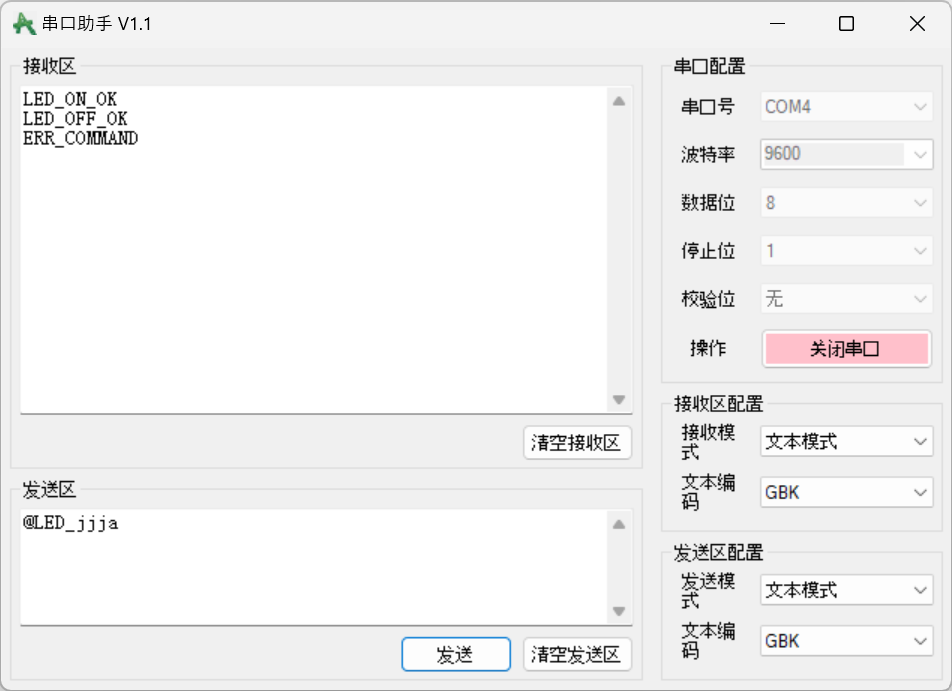 串口助手 V1.1
接收区
LED_ON_OK
LED_OFF_OK
ERR_COMMAND
清空接收区
发送区
@LED_jjja
发送
清空发送区
串口配置
串口号
COM4
波特率
9600
数据位
8
停止位
1
校验位
无
操作
关闭串口
接收区配置
接收模
式
文本模式
文本编
码
GBK
发送区配置
发送模
式
文本模式
文本编
码
GBK